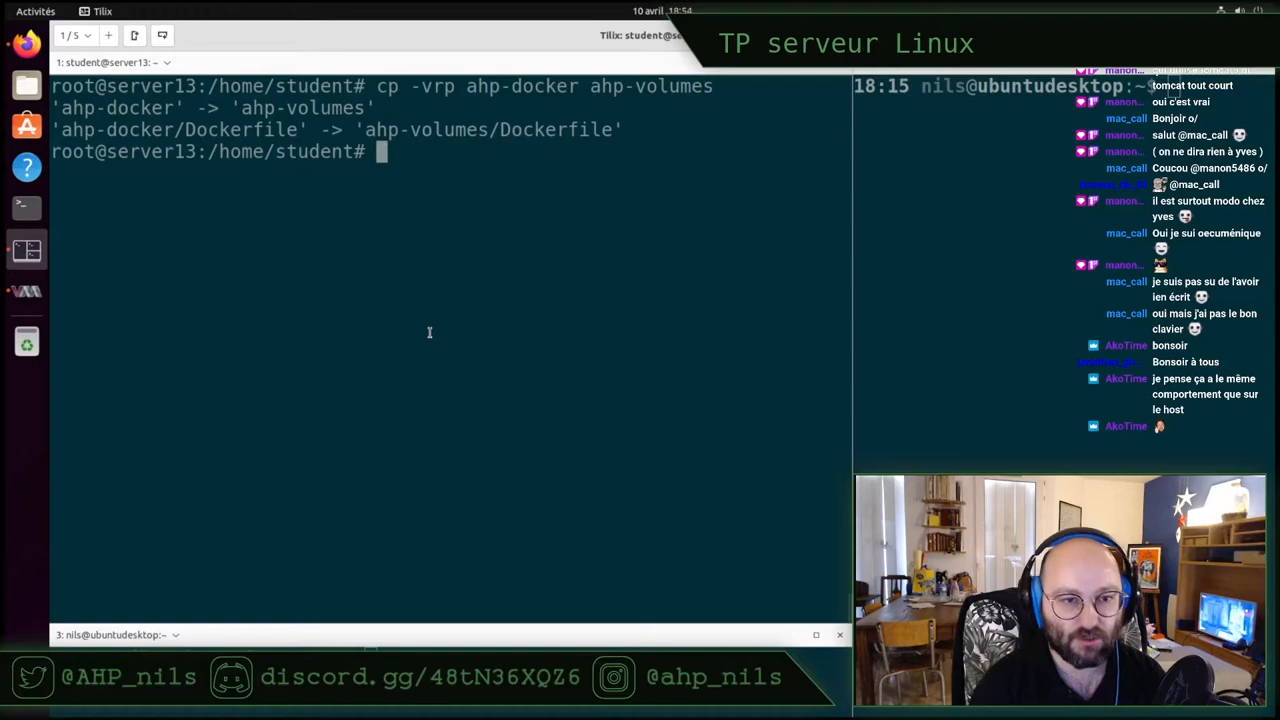 Activités
Tilix
10 avril 18:54
TP serveur Linux
1 / 5
Tilix: student@se
1: student@server13: ~
root@server13:/home/student# cp -vrp ahp-docker ahp-volumes
'ahp-docker' -> 'ahp-volumes'
'ahp-docker/Dockerfile' -> 'ahp-volumes/Dockerfile'
root@server13:/home/student#
18:15 nils@ubuntudesktop:~$
manon...
tomcat tout court
manon... oui c'est vrai
mac_call Bonjoir o/
manon... salut @mac_call
manon... ( on ne dira rien à yves )
mac_call Coucou @manon5486 o/
@mac_call
manon... il est surtout modo chez
yves
mac_call Oui je sui oecuménique
manon...
mac_call je suis pas su de l'avoir
ien écrit
mac_call oui mais j'ai pas le bon
clavier
AkoTime bonsoir
Bonsoir à tous
AkoTime je pense ça a le même
comportement que sur
le host
AkoTime
3: nils@ubuntudesktop:~
@AHP_nils
discord.gg/48tN36XQZ6
@ahp_nils